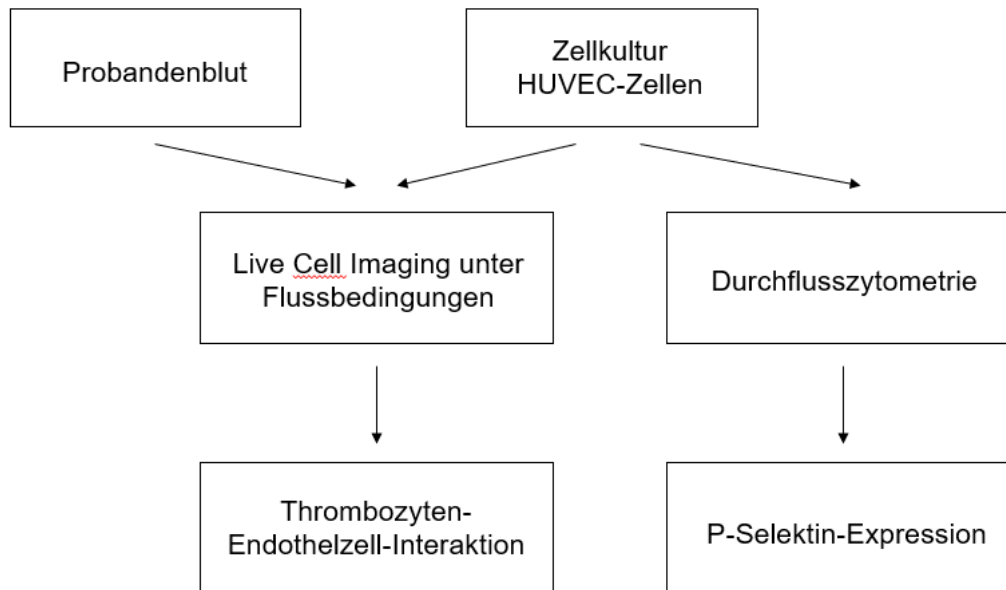 Probandenblut
Zellkultur
HUVEC-Zellen
Live Cell Imaging unter
Flussbedingungen
Durchflusszytometrie
Thrombozyten-
Endothelzell-Interaktion
P-Selektin-Expression